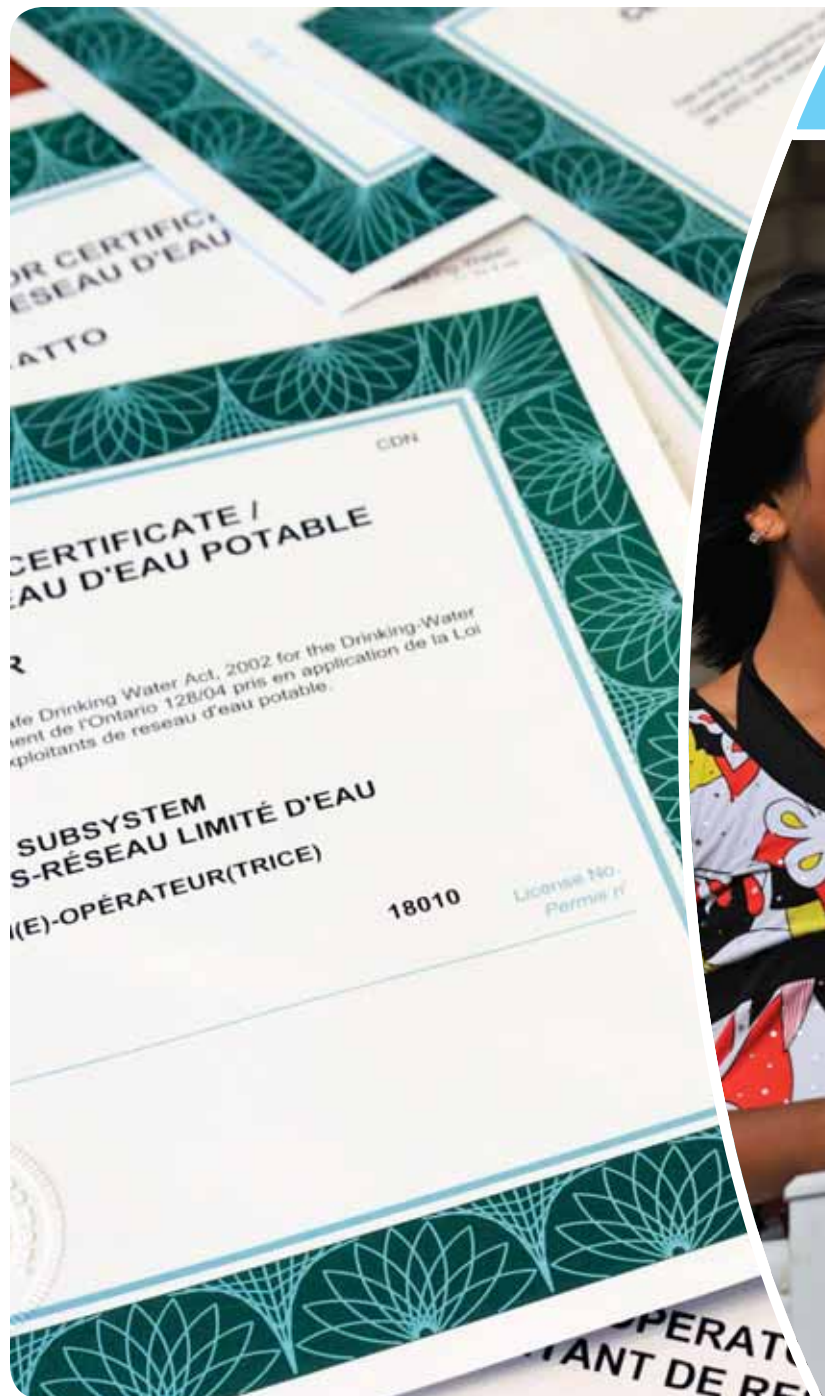 OR CERTIFIC
ESEAU D'EAU
ATTO
CDN
CERTIFICATE /
EAU D'EAU POTABLE
R
afe Drinking Water Act, 2002 for the Drinking-Water
ent de l'Ontario 128/04 pris en application de la Loi
xploitants de reseau d'eau potable.
SUBSYSTEM
S-RÉSEAU LIMITÉ D'EAU
(E)-OPÉRATEUR(TRICE)
18010
License No.
Permis n°
OPERATO
TANT DE RE